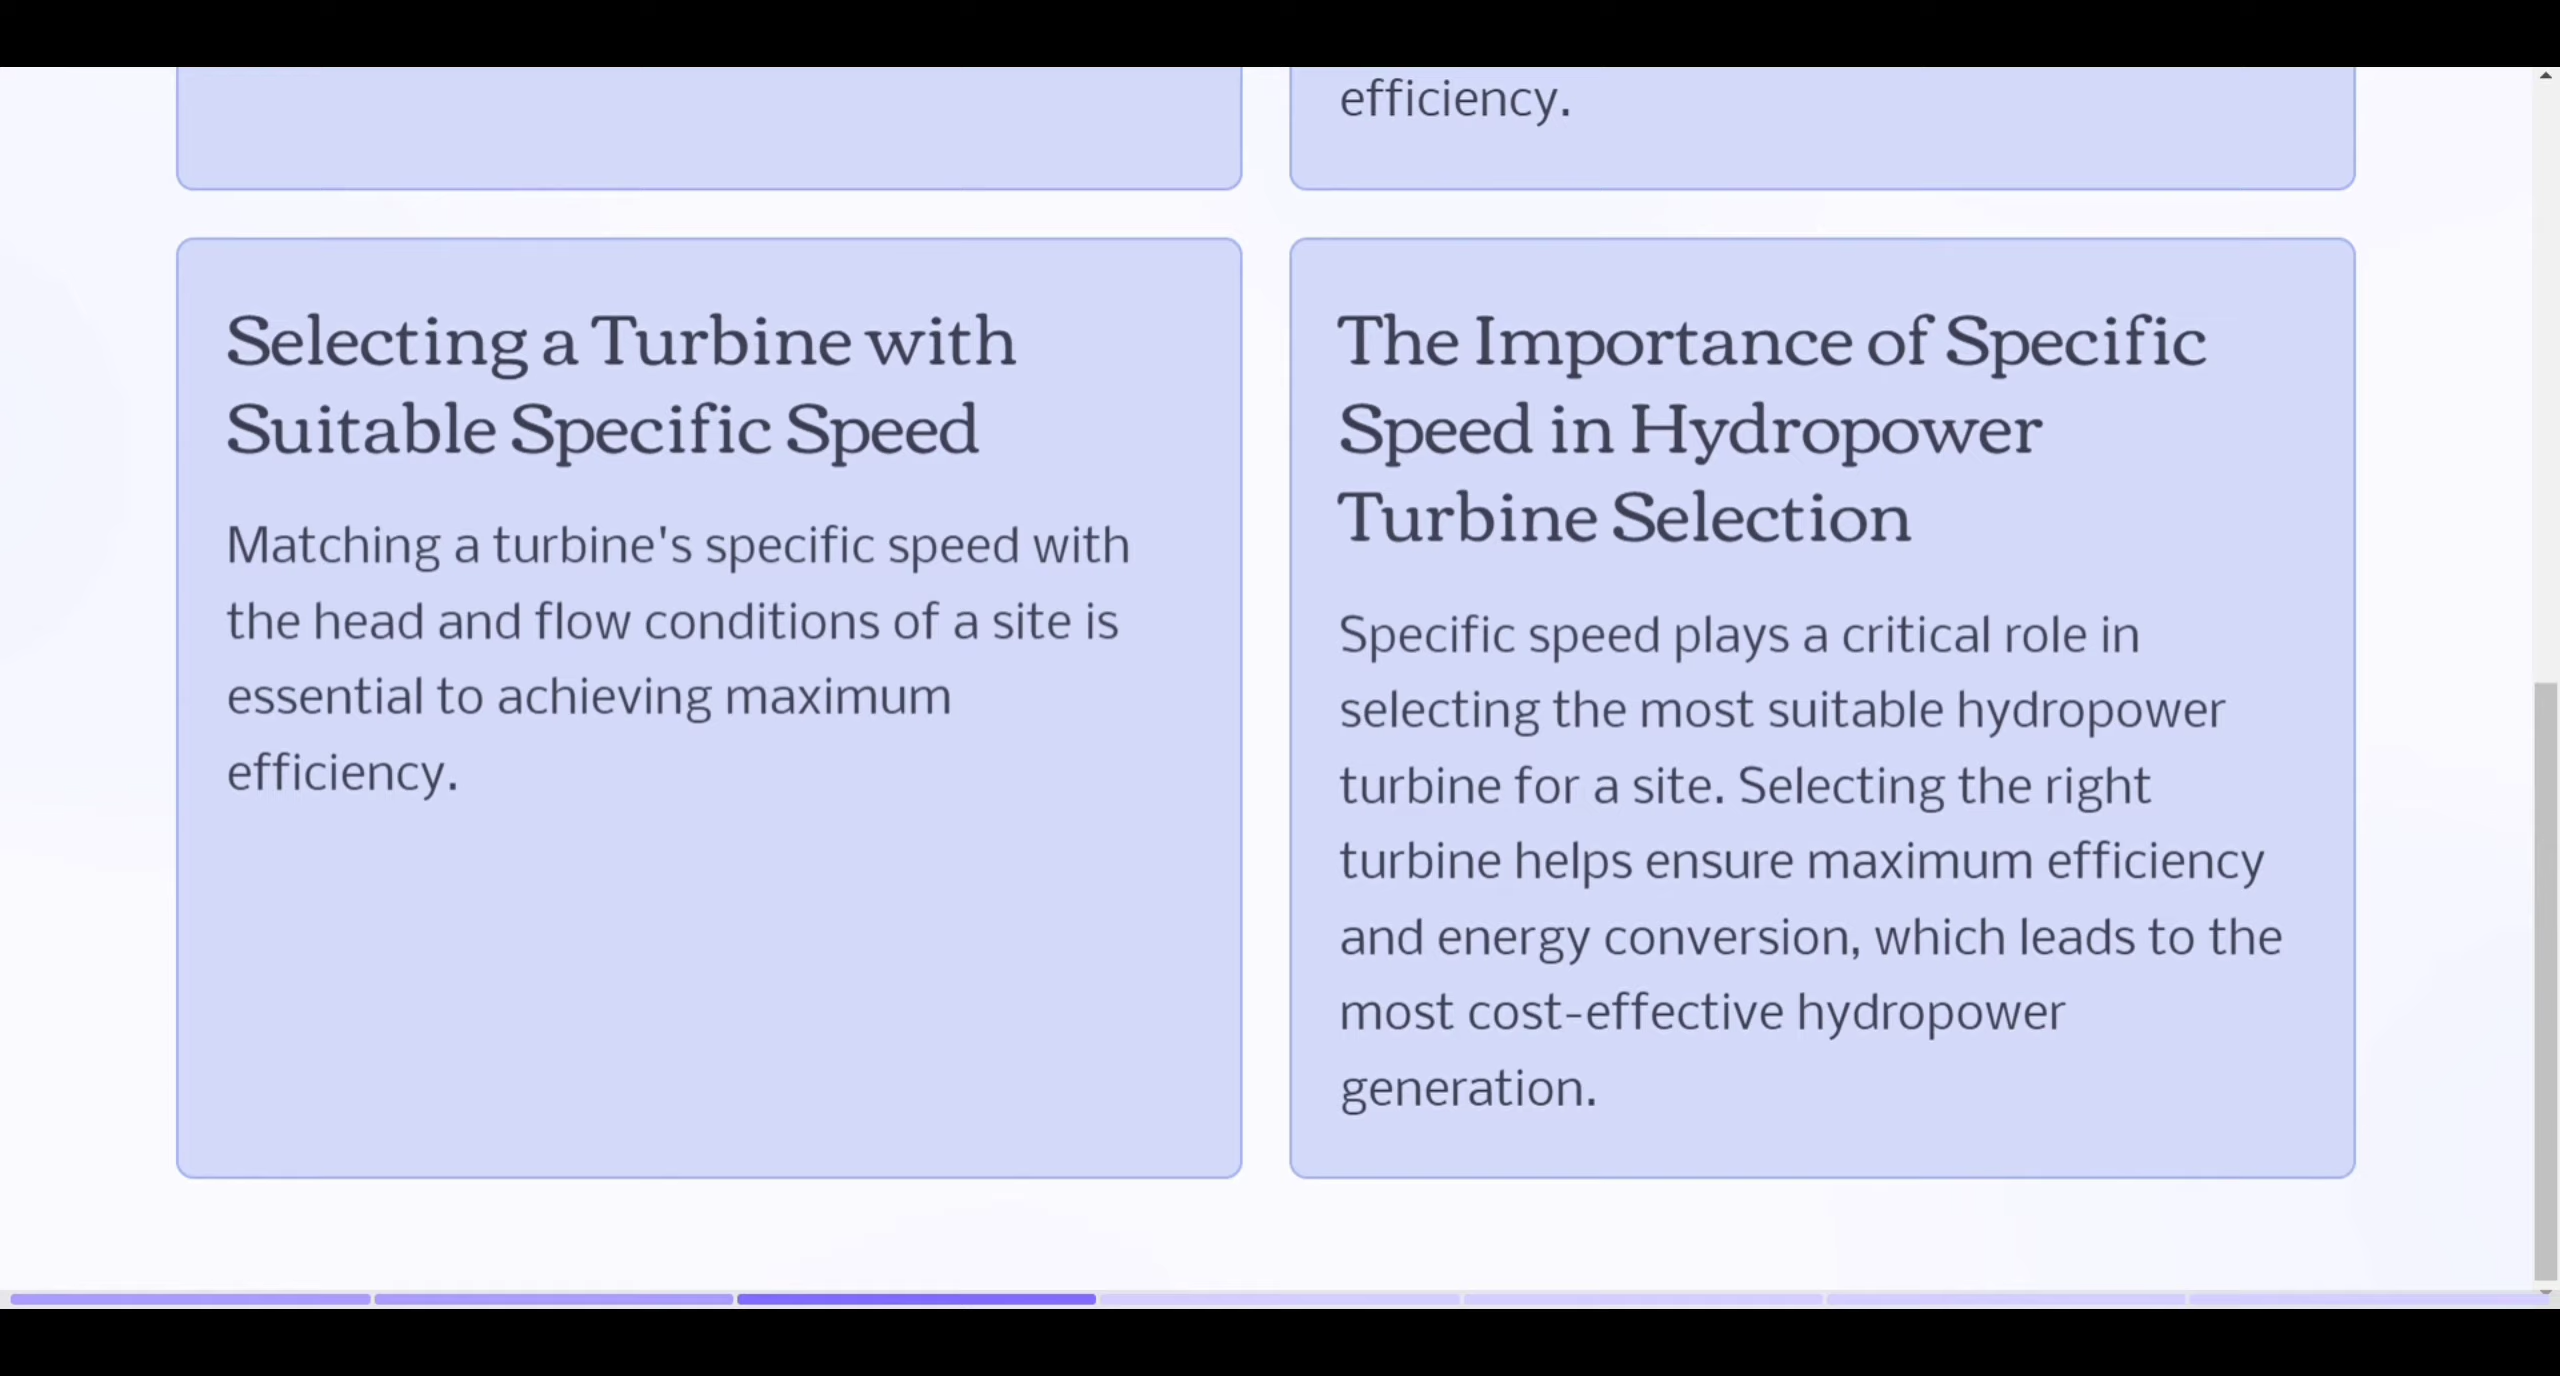 efficiency.
Selecting a Turbine with
Suitable Specific Speed
Matching a turbine's specific speed with
the head and flow conditions of a site is
essential to achieving maximum
efficiency.
The Importance of Specific
Speed in Hydropower
Turbine Selection
Specific speed plays a critical role in
selecting the most suitable hydropower
turbine for a site. Selecting the right
turbine helps ensure maximum efficiency
and energy conversion, which leads to the
most cost-effective hydropower
generation.